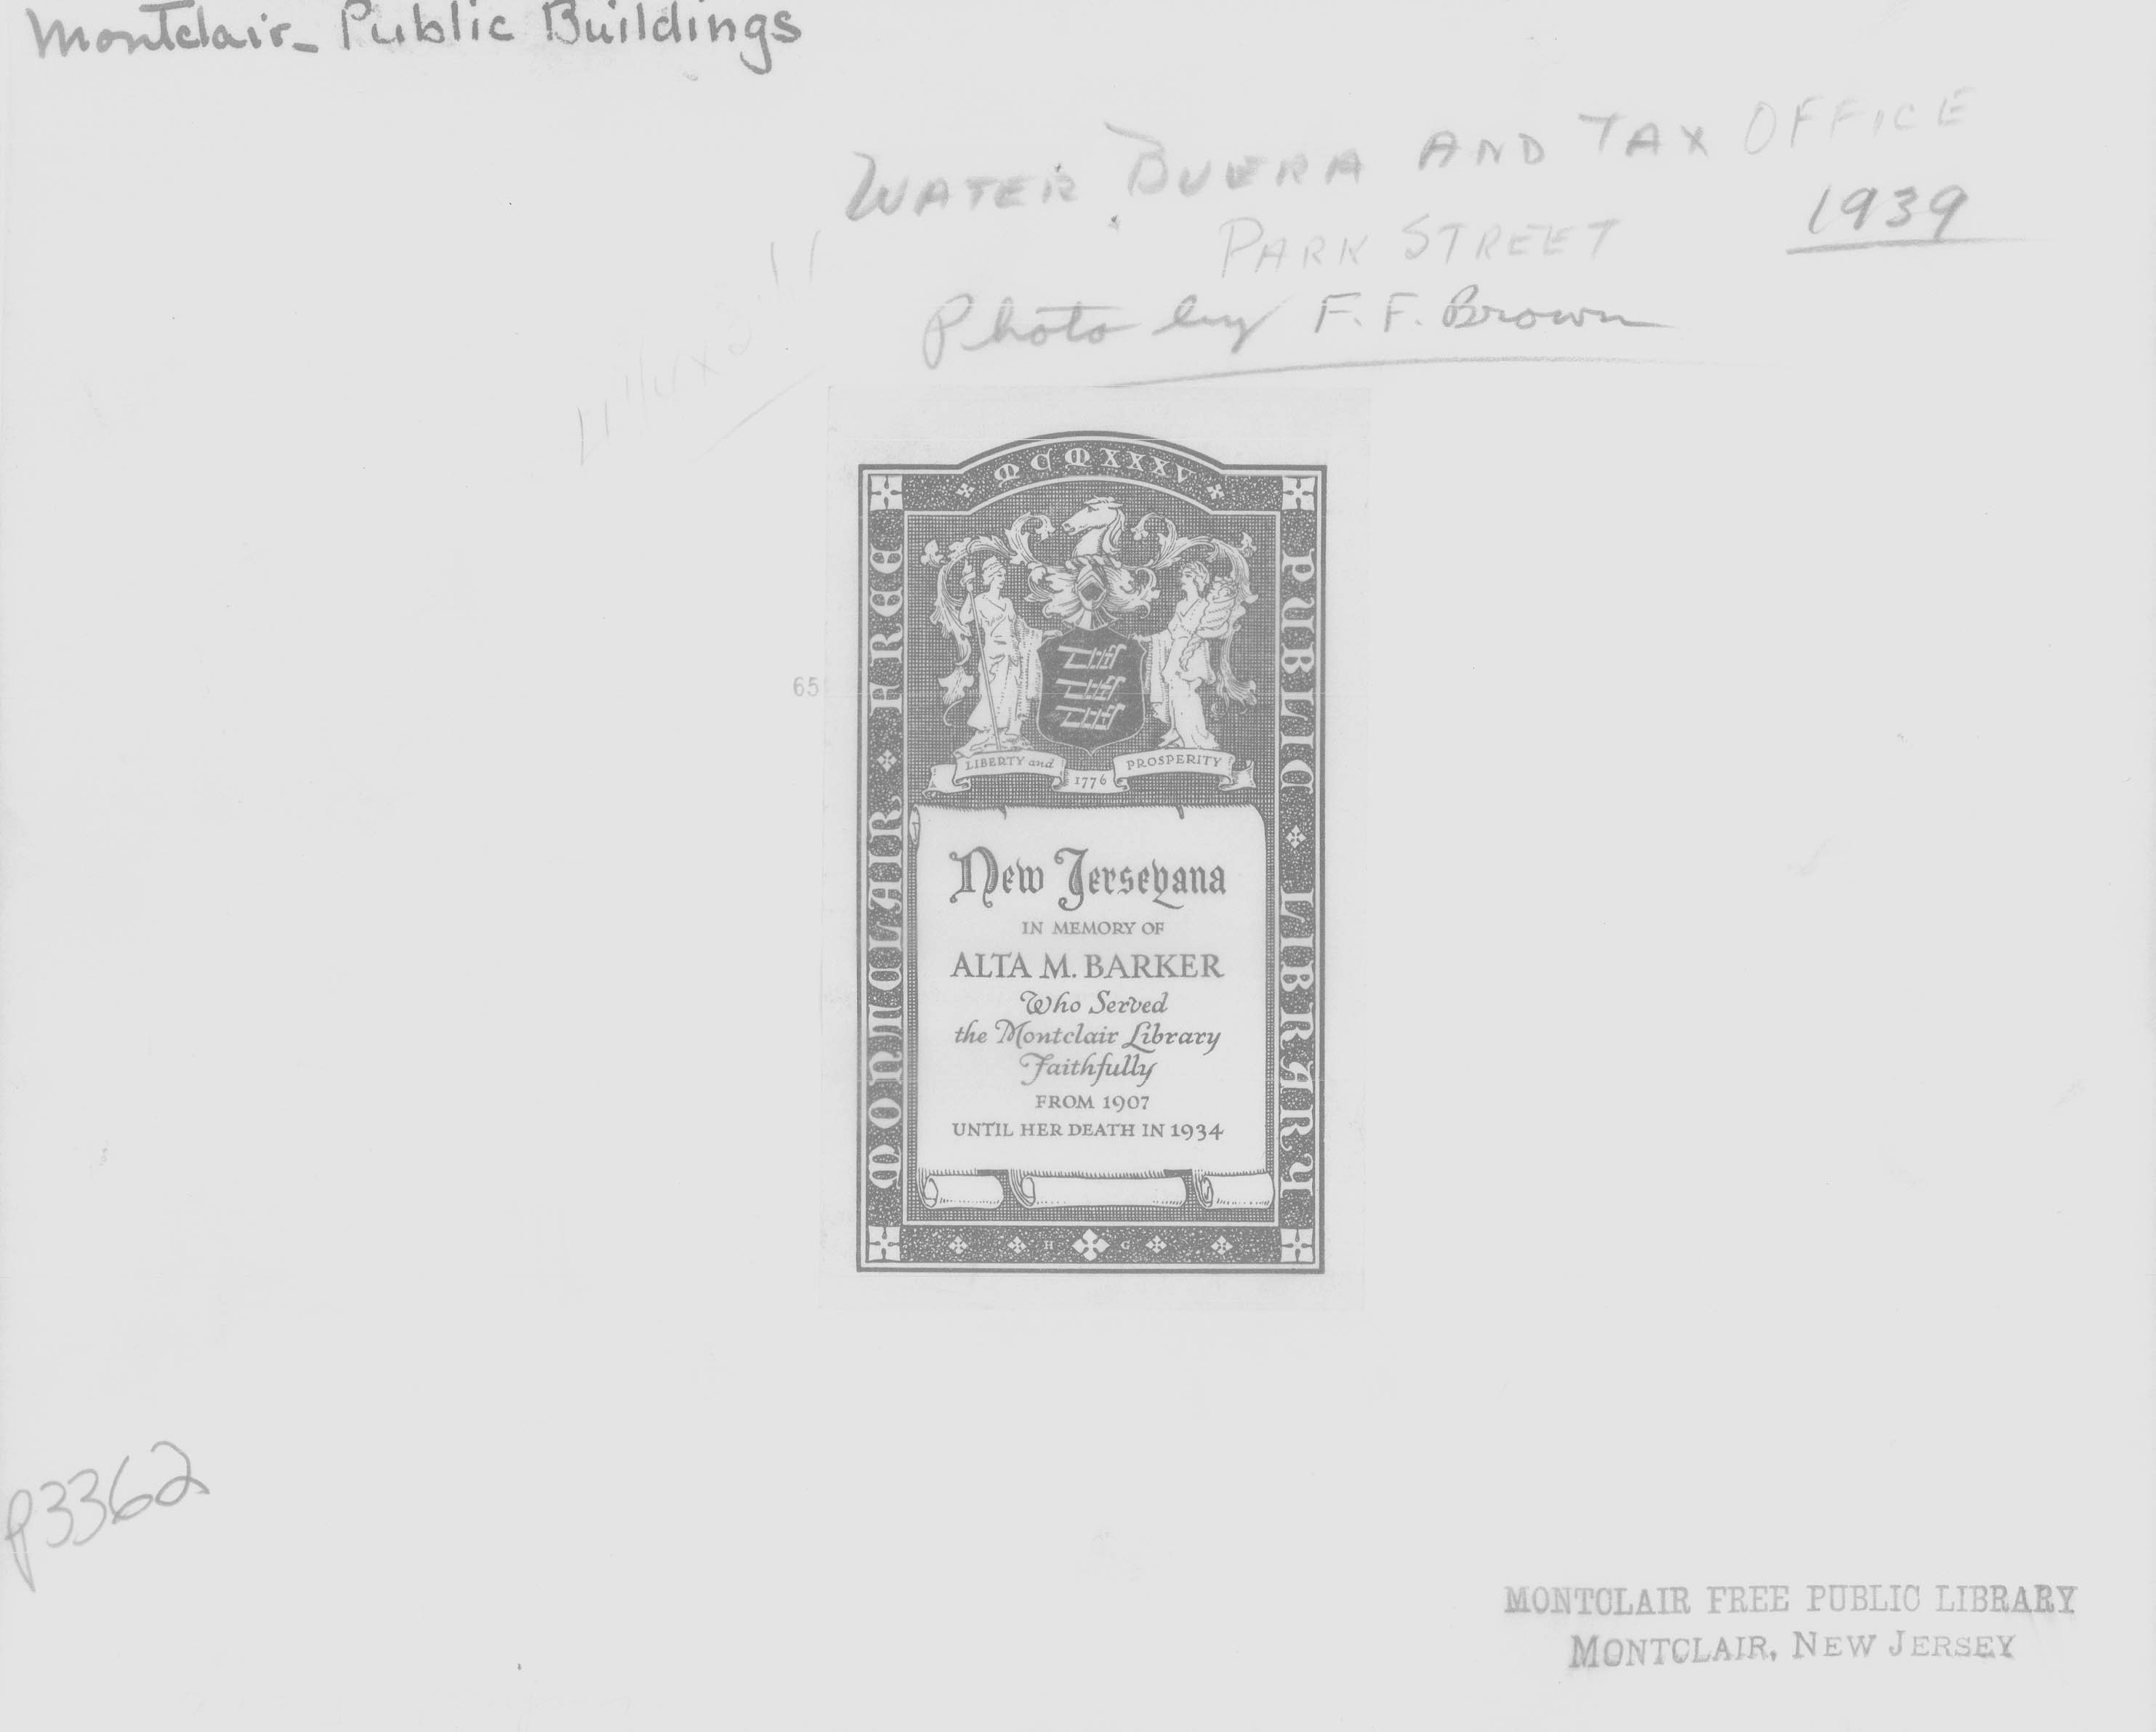 Montclair - Public Buildings
WATER BUERA AND TAX OFFICE
1939
PARK STREET
Photo by F. F. Brown
MCMXXXV
MONTCLAIR FREE
PUBLIC LIBRARY
65
LIBERTY and
1776
PROSPERITY
New Jerseyana
IN MEMORY OF
ALTA M. BARKER
Who Served
the Montclair Library
Faithfully
FROM 1907
UNTIL HER DEATH IN 1934
H C
p3362
MONTCLAIR FREE PUBLIC LIBRARY
MONTCLAIR, NEW JERSEY